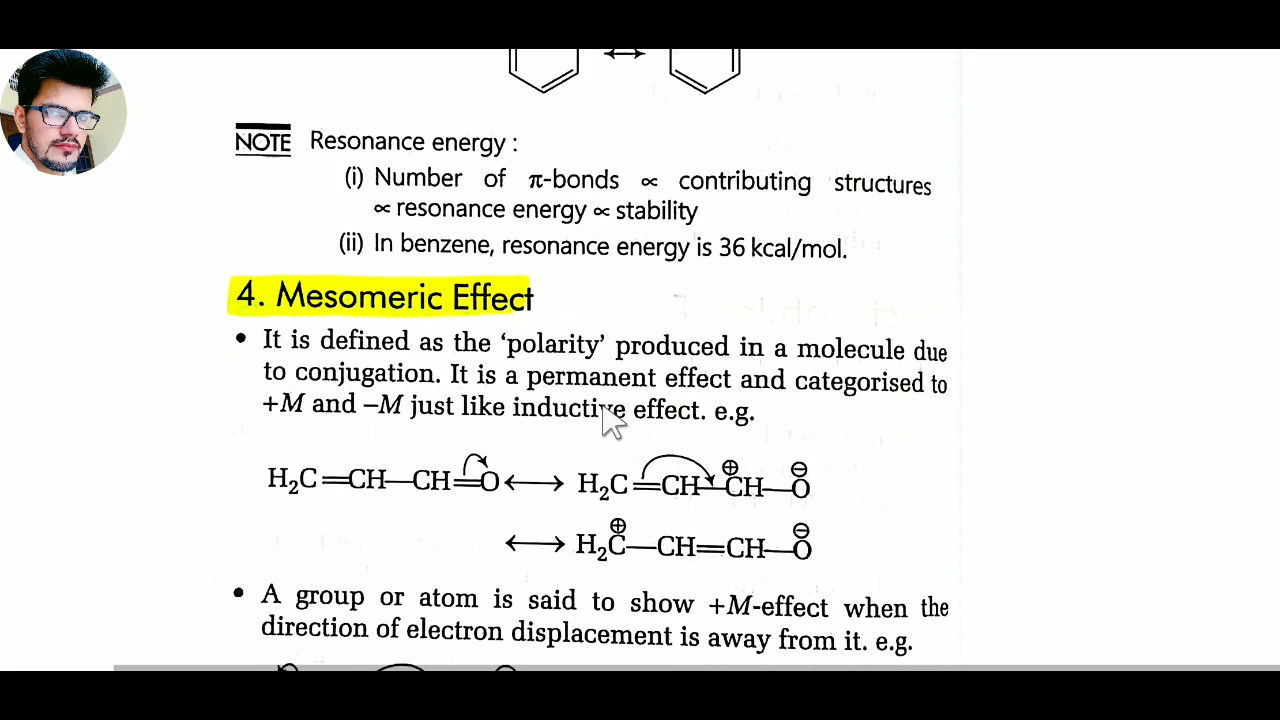 NOTE Resonance energy :
(i) Number of π-bonds ∝ contributing structures
∝ resonance energy ∝ stability
(ii) In benzene, resonance energy is 36 kcal/mol.
4. Mesomeric Effect
• It is defined as the ‘polarity’ produced in a molecule due
to conjugation. It is a permanent effect and categorised to
+M and –M just like inductive effect. e.g.
H₂C=CH—CH=O ⟷ H₂C=CH—C⊕H—O⊖
⟷ H₂C⊕—CH=CH—O⊖
• A group or atom is said to show +M-effect when the
direction of electron displacement is away from it. e.g.